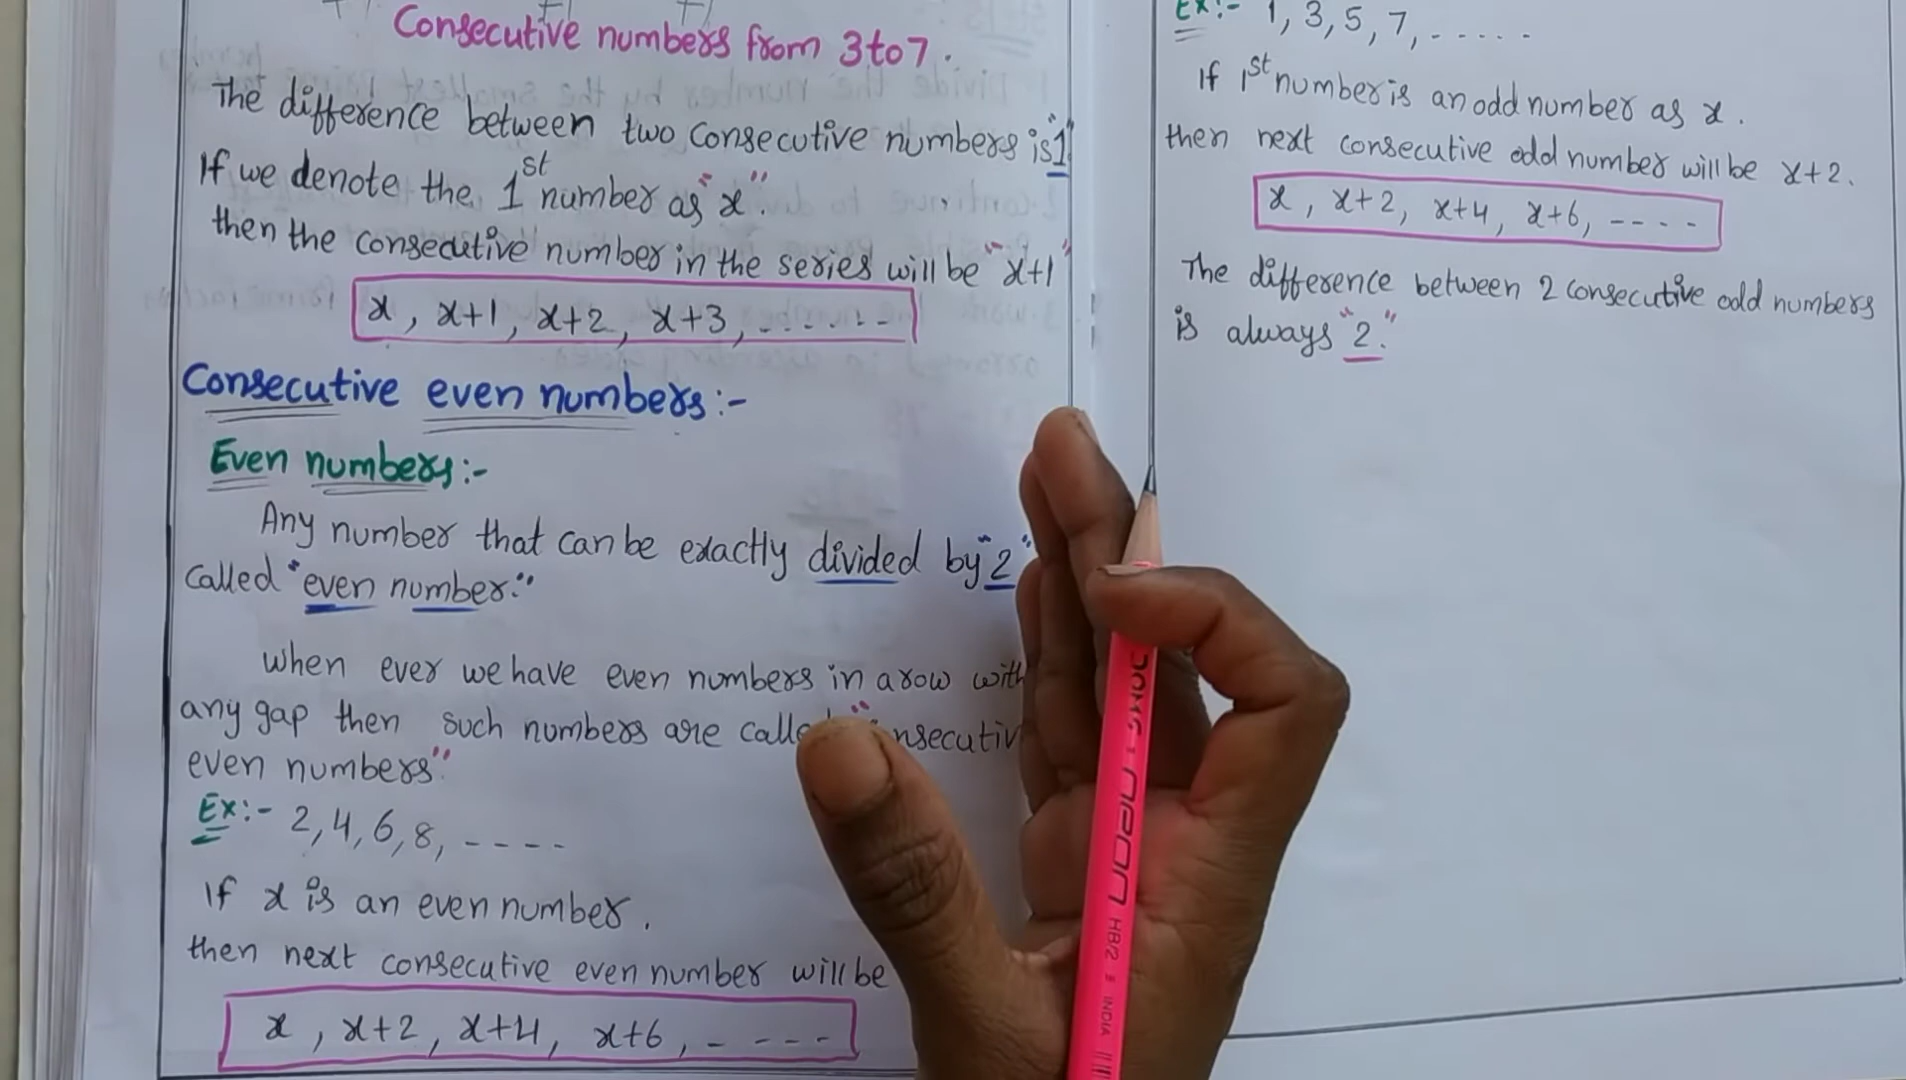 Consecutive numbers from 3 to 7.
The difference between two consecutive numbers is "1"
If we denote the 1st number as "x".
then the consecutive number in the series will be "x+1"
x, x+1, x+2, x+3, ......
Consecutive even numbers:-
Even numbers:-
Any number that can be exactly divided by "2"
called "even number."
when ever we have even numbers in a row with
any gap then such numbers are called
even numbers"
Ex:- 2, 4, 6, 8, ----
If x is an even number.
then next consecutive even number will be
x, x+2, x+4, x+6, ----
Ex:- 1, 3, 5, 7, .....
If 1st number is an odd number as x.
then next consecutive odd number will be x+2.
x, x+2, x+4, x+6, ----
The difference between 2 consecutive odd numbers
is always "2."
DOMS neon HB/2 INDIA